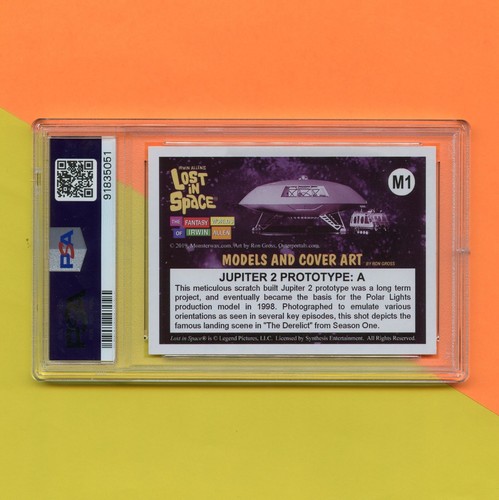 91835051
PSA
IRWIN ALLEN'S
LOST
IN
SPACE
THE FANTASY WORLDS
OF IRWIN ALLEN
M1
MODELS AND COVER ART
BY RON GROSS
JUPITER 2 PROTOTYPE: A
This meticulous scratch built Jupiter 2 prototype was a long term
project, and eventually became the basis for the Polar Lights
production model in 1998. Photographed to emulate various
orientations as seen in several key episodes, this shot depicts the
famous landing scene in "The Derelict" from Season One.
Lost in Space® is © Legend Pictures, LLC. Licensed by Synthesis Entertainment. All Rights Reserved.